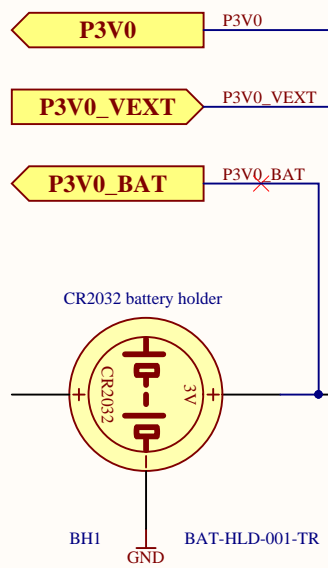 P3V0 P3V0
P3V0_VEXT P3V0_VEXT
P3V0_BAT P3V0_BAT
CR2032 battery holder
+ CR2032 3V +
BH1 BAT-HLD-001-TR
GND